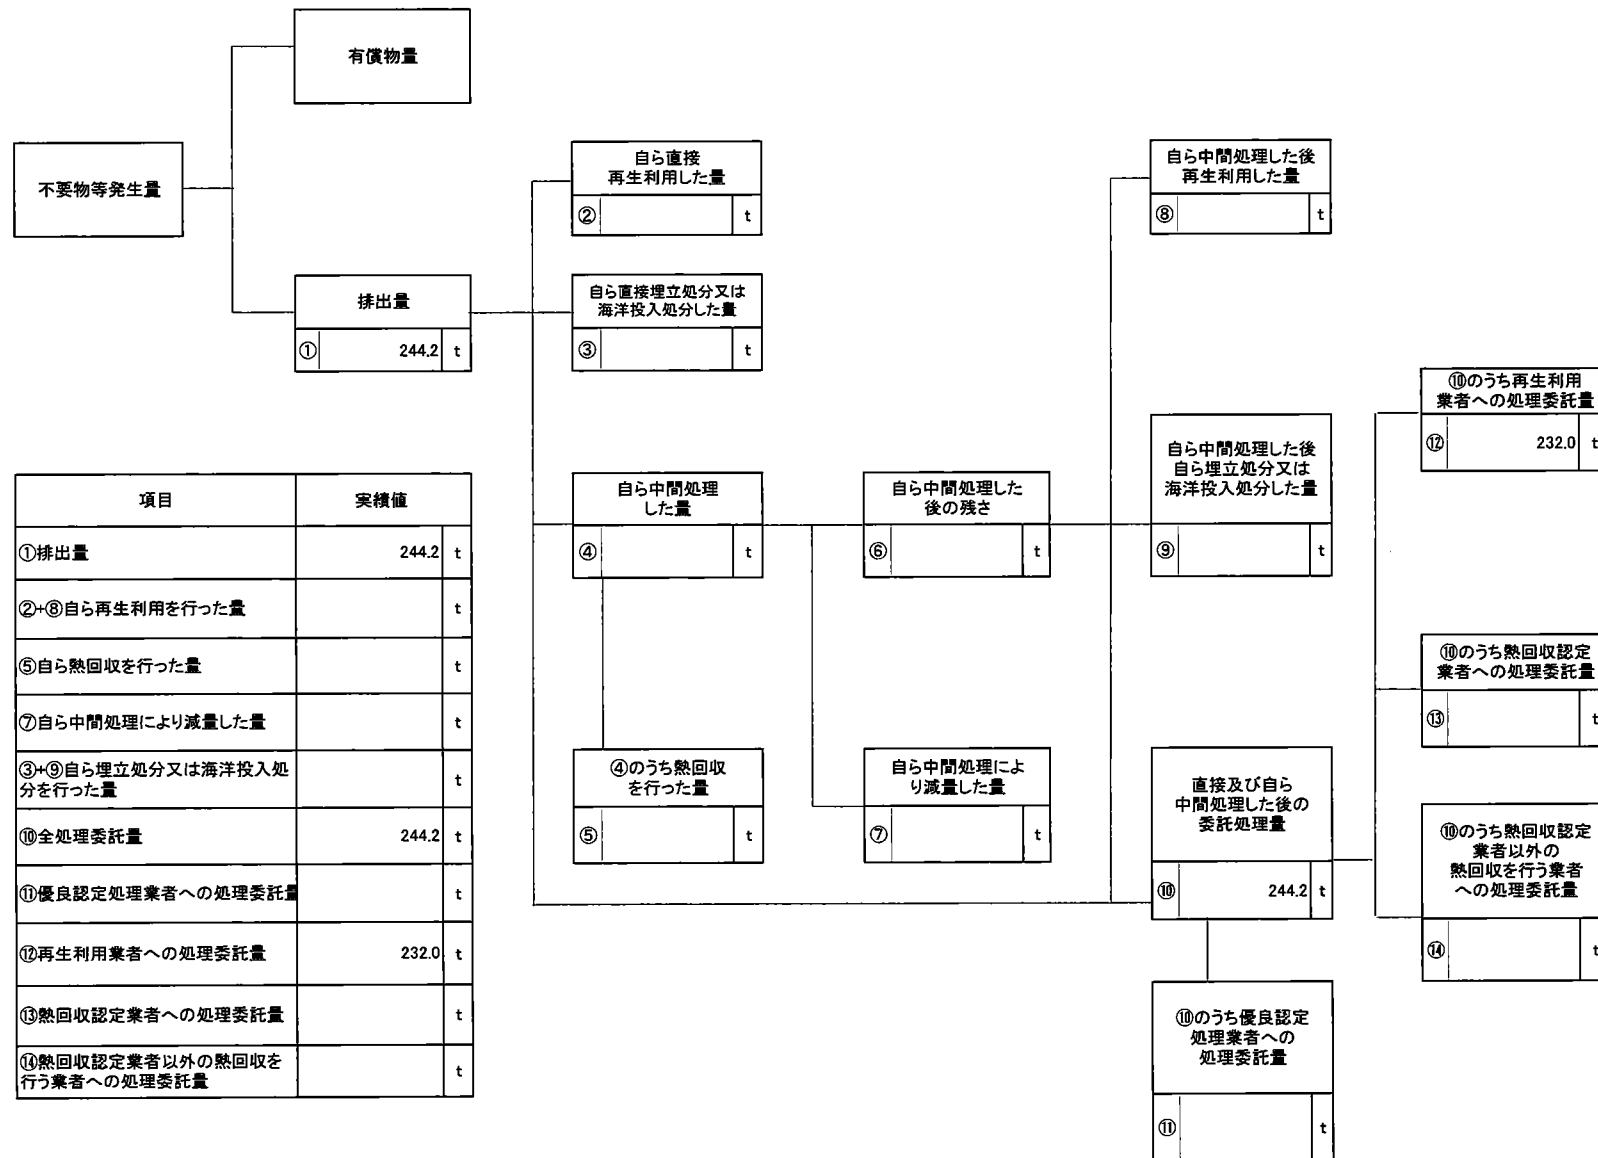 有償物量
不要物等発生量
排出量
① 244.2 t
自ら直接
再生利用した量
② t
自ら直接埋立処分又は
海洋投入処分した量
③ t
自ら中間処理
した量
④ t
④のうち熱回収
を行った量
⑤ t
自ら中間処理した
後の残さ
⑥ t
自ら中間処理によ
り減量した量
⑦ t
自ら中間処理した後
再生利用した量
⑧ t
自ら中間処理した後
自ら埋立処分又は
海洋投入処分した量
⑨ t
直接及び自ら
中間処理した後の
委託処理量
⑩ 244.2 t
⑩のうち優良認定
処理業者への
処理委託量
⑪ t
⑩のうち再生利用
業者への処理委託量
⑫ 232.0 t
⑩のうち熱回収認定
業者への処理委託量
⑬ t
⑩のうち熱回収認定
業者以外の
熱回収を行う業者
への処理委託量
⑭ t
項目 実績値
①排出量 244.2 t
②+⑧自ら再生利用を行った量 t
⑤自ら熱回収を行った量 t
⑦自ら中間処理により減量した量 t
③+⑨自ら埋立処分又は海洋投入処
分を行った量 t
⑩全処理委託量 244.2 t
⑪優良認定処理業者への処理委託量 t
⑫再生利用業者への処理委託量 232.0 t
⑬熱回収認定業者への処理委託量 t
⑭熱回収認定業者以外の熱回収を
行う業者への処理委託量 t